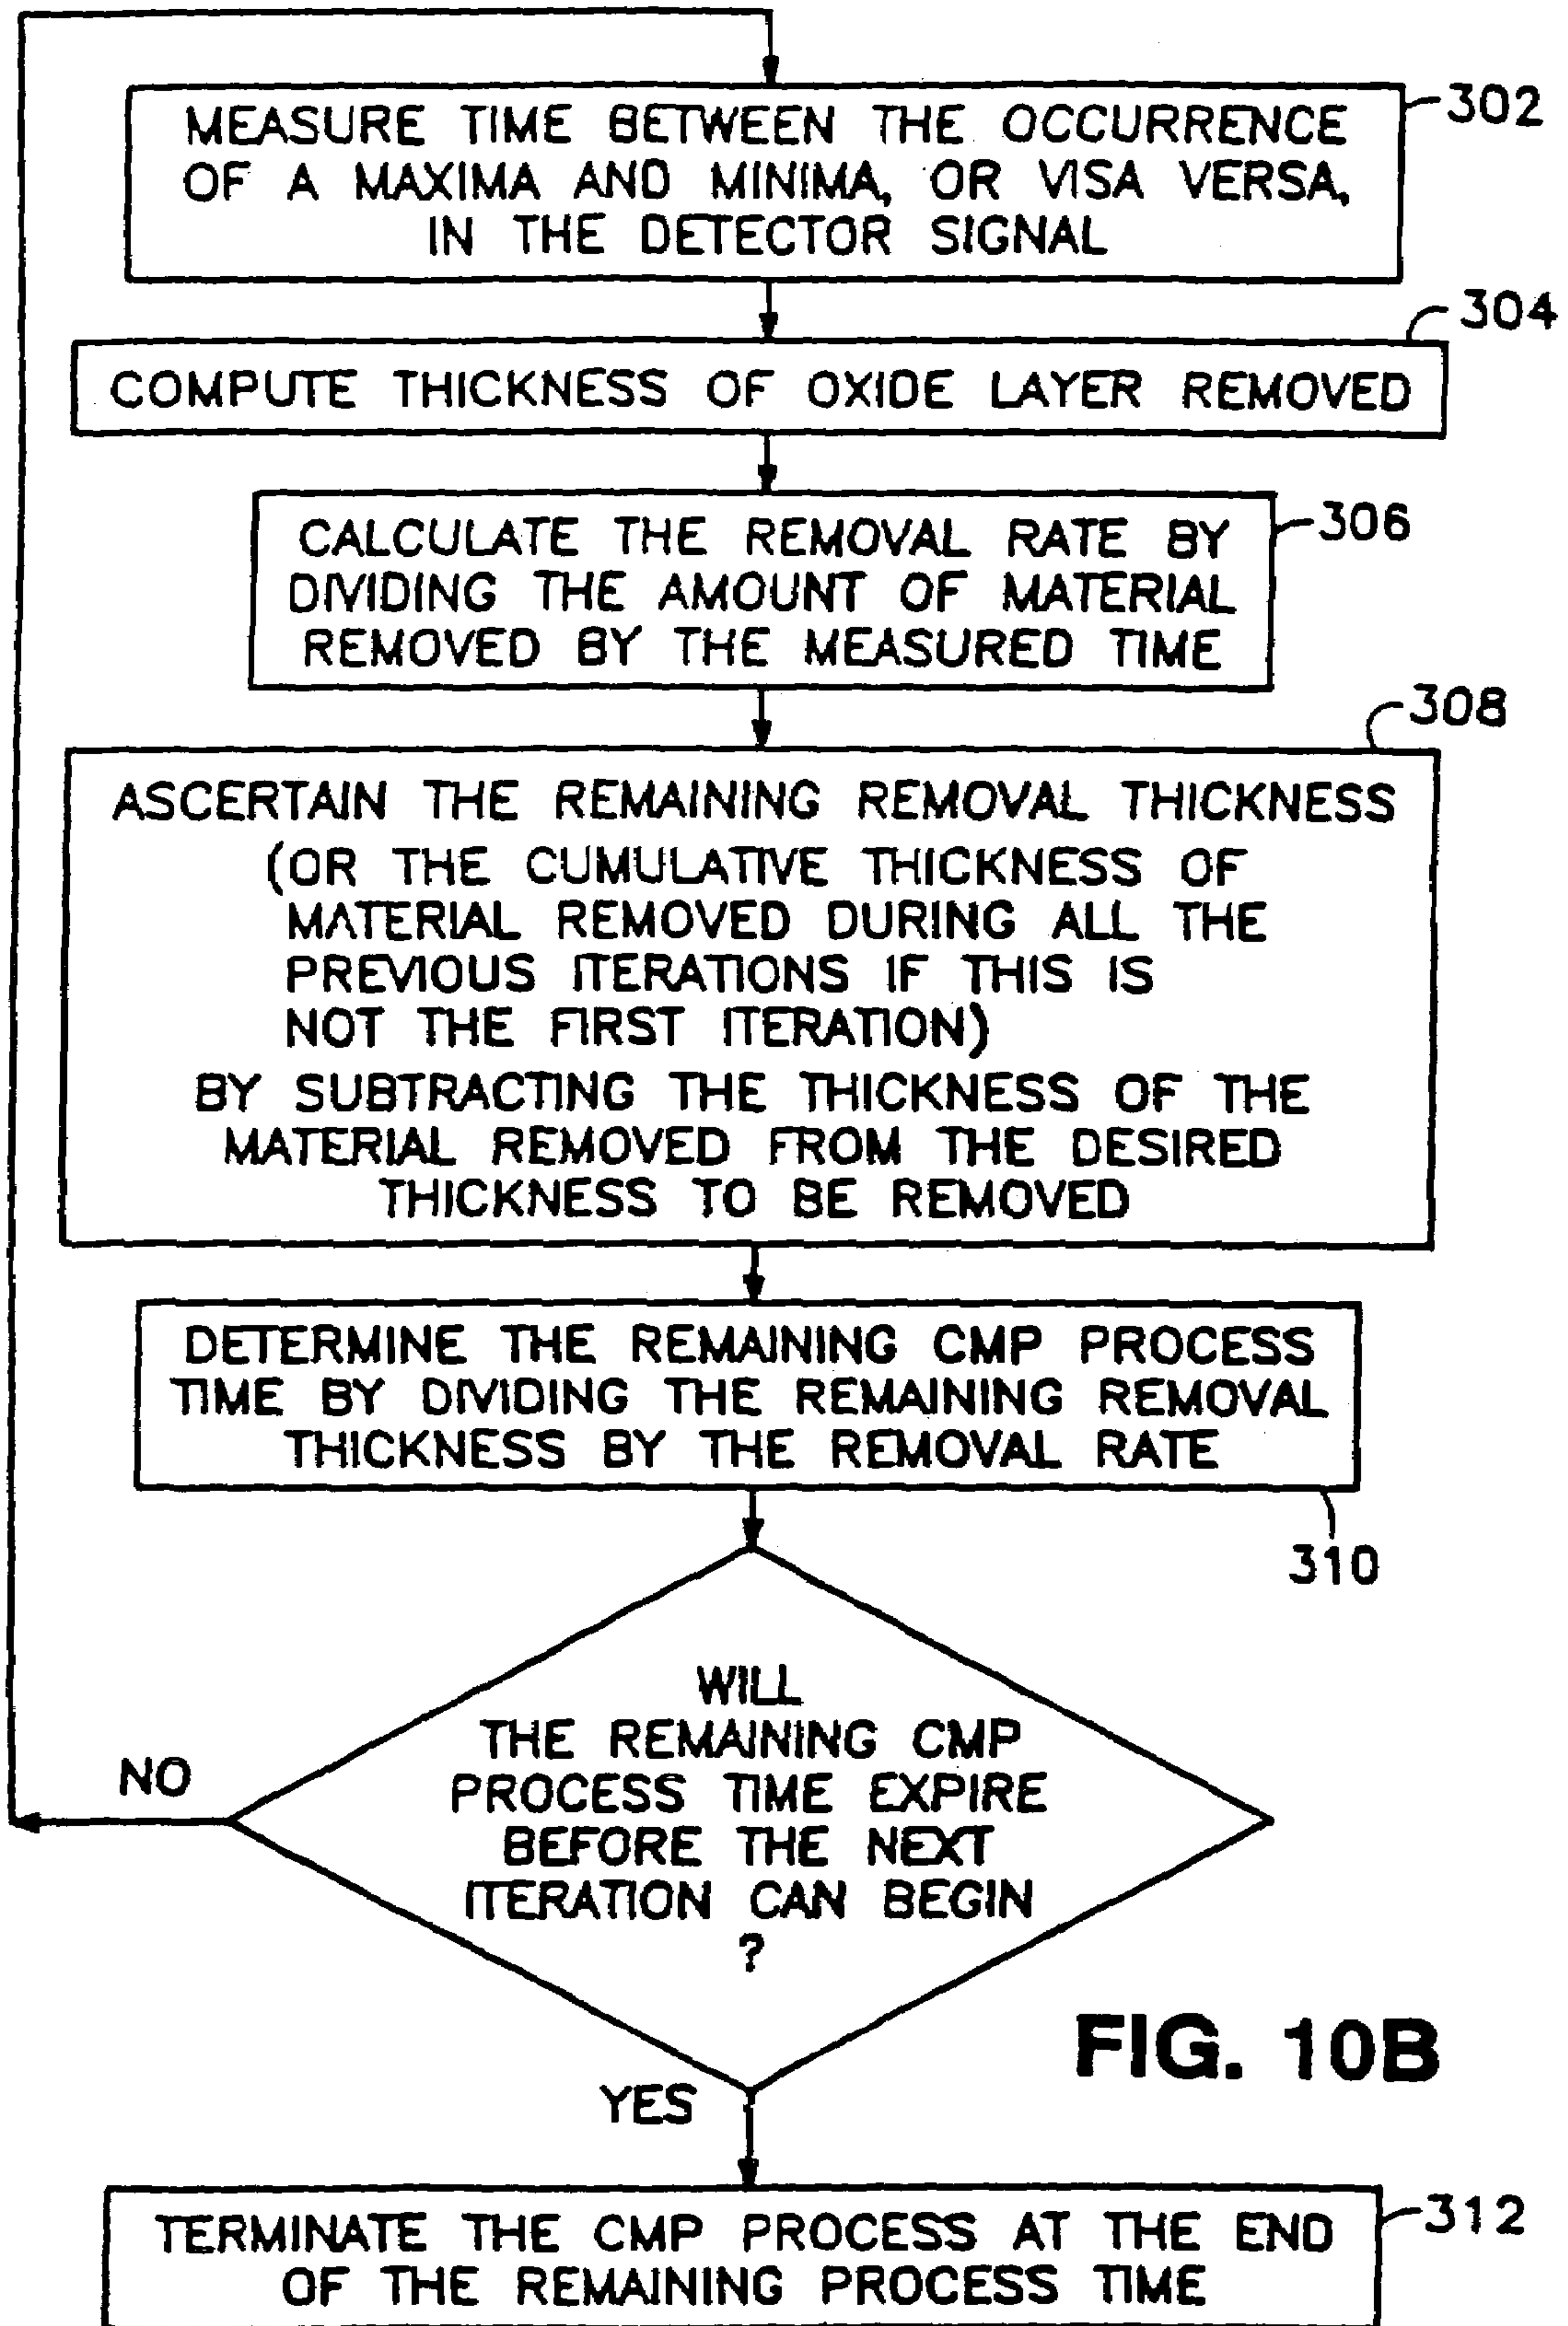 302
MEASURE TIME BETWEEN THE OCCURRENCE
OF A MAXIMA AND MINIMA, OR VISA VERSA,
IN THE DETECTOR SIGNAL
304
COMPUTE THICKNESS OF OXIDE LAYER REMOVED
306
CALCULATE THE REMOVAL RATE BY
DIVIDING THE AMOUNT OF MATERIAL
REMOVED BY THE MEASURED TIME
308
ASCERTAIN THE REMAINING REMOVAL THICKNESS
(OR THE CUMULATIVE THICKNESS OF
MATERIAL REMOVED DURING ALL THE
PREVIOUS ITERATIONS IF THIS IS
NOT THE FIRST ITERATION)
BY SUBTRACTING THE THICKNESS OF THE
MATERIAL REMOVED FROM THE DESIRED
THICKNESS TO BE REMOVED
DETERMINE THE REMAINING CMP PROCESS
TIME BY DIVIDING THE REMAINING REMOVAL
THICKNESS BY THE REMOVAL RATE
310
WILL
THE REMAINING CMP
PROCESS TIME EXPIRE
BEFORE THE NEXT
ITERATION CAN BEGIN
?
NO
YES
FIG. 10B
312
TERMINATE THE CMP PROCESS AT THE END
OF THE REMAINING PROCESS TIME